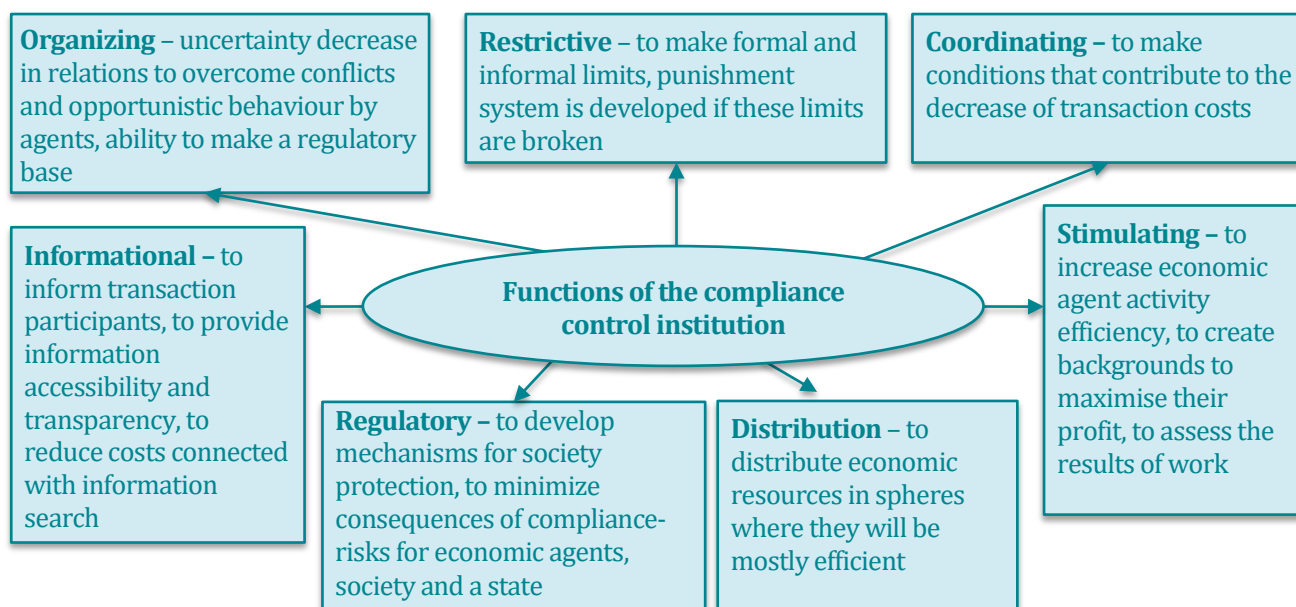 Organizing – uncertainty decrease
in relations to overcome conflicts
and opportunistic behaviour by
agents, ability to make a regulatory
base
Restrictive – to make formal and
informal limits, punishment
system is developed if these limits
are broken
Coordinating – to make
conditions that contribute to the
decrease of transaction costs
Informational – to
inform transaction
participants, to provide
information
accessibility and
transparency, to
reduce costs connected
with information
search
Functions of the compliance
control institution
Stimulating – to
increase economic
agent activity
efficiency, to create
backgrounds to
maximise their
profit, to assess the
results of work
Regulatory – to develop
mechanisms for society
protection, to minimize
consequences of compliance-
risks for economic agents,
society and a state
Distribution – to
distribute economic
resources in spheres
where they will be
mostly efficient